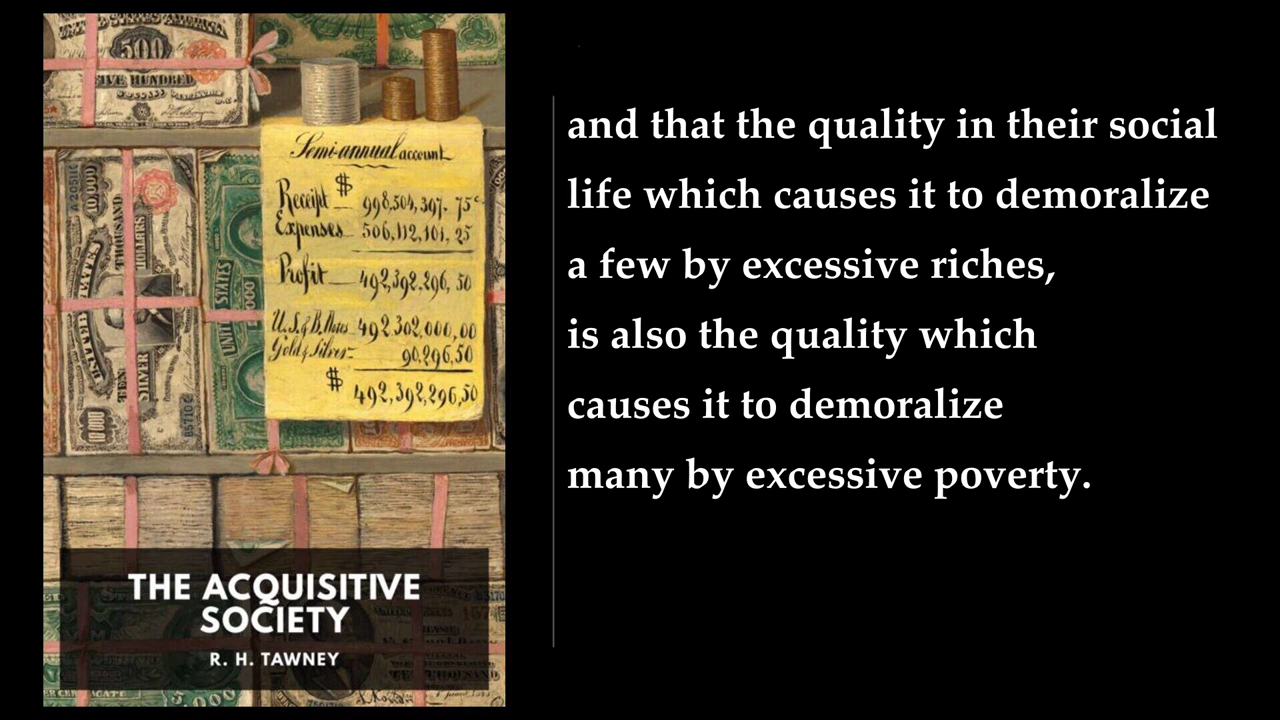 500
FIVE HUNDRED
Semi-annual account
$
Receipt 998,504,397. 75c
Expenses 506,112,101, 25
Profit 492,392,296, 50
U.S. & B. Notes 492 302,000,00
Gold & Silver 90,296,50
$ 492,392,296,50
THE ACQUISITIVE
SOCIETY
R. H. TAWNEY
and that the quality in their social
life which causes it to demoralize
a few by excessive riches,
is also the quality which
causes it to demoralize
many by excessive poverty.